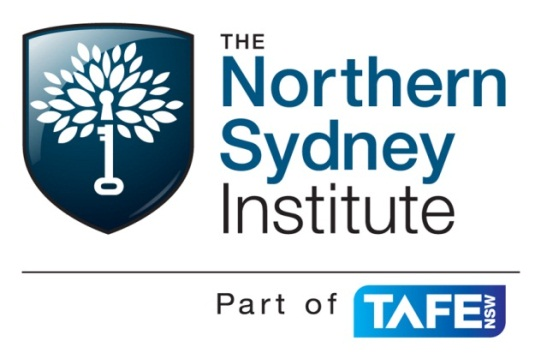 THE
Northern
Sydney
Institute
Part of TAFE NSW